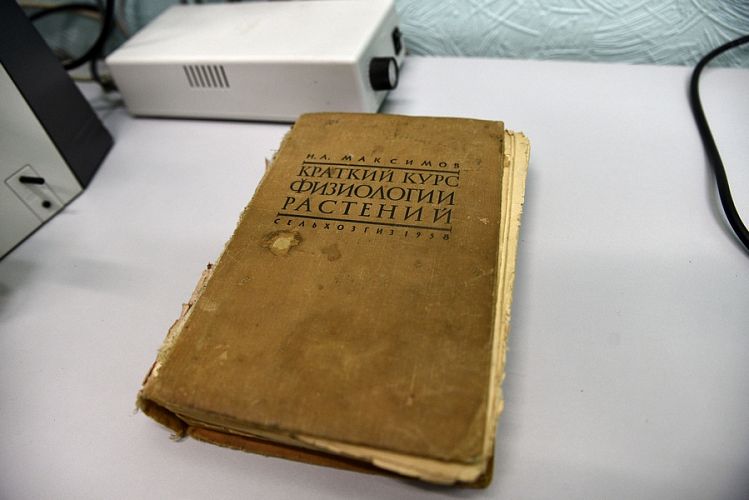 Н.А. МАКСИМОВ
КРАТКИЙ КУРС
ФИЗИОЛОГИИ
РАСТЕНИЙ
СЕЛЬХОЗГИЗ 1958